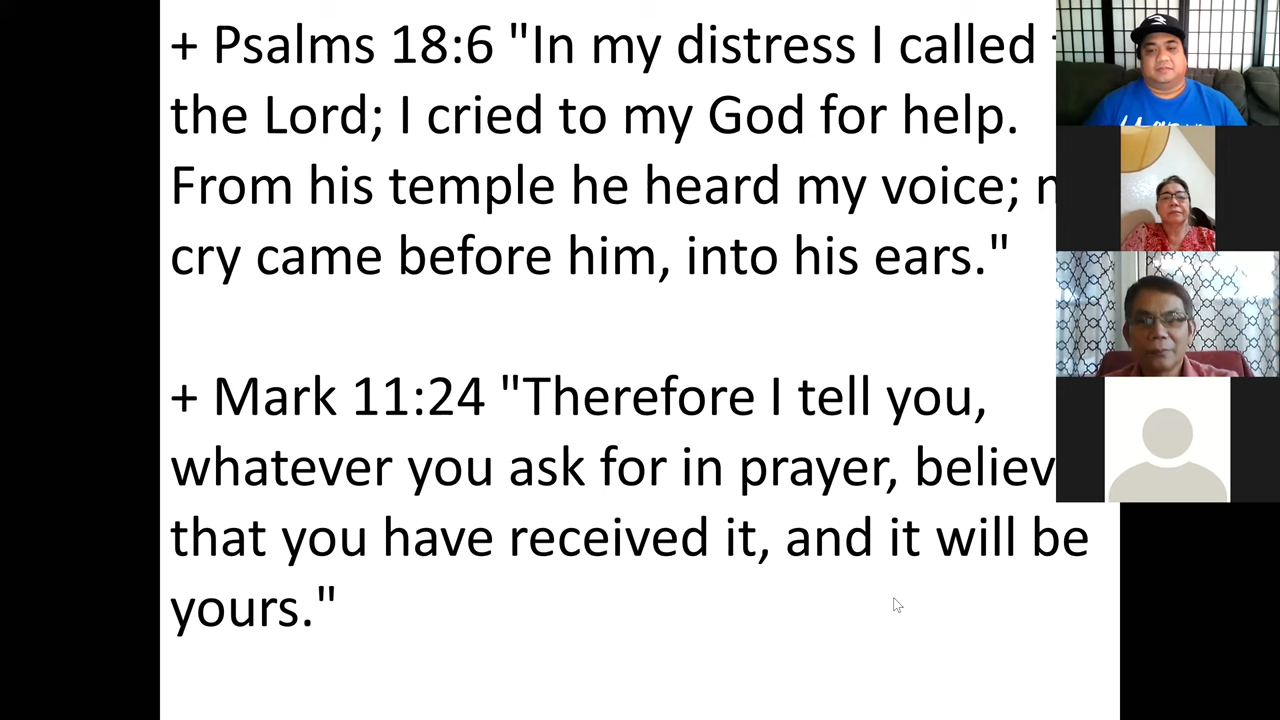 + Psalms 18:6 "In my distress I called
the Lord; I cried to my God for help.
From his temple he heard my voice;
cry came before him, into his ears."
+ Mark 11:24 "Therefore I tell you,
whatever you ask for in prayer, believ
that you have received it, and it will be
yours."